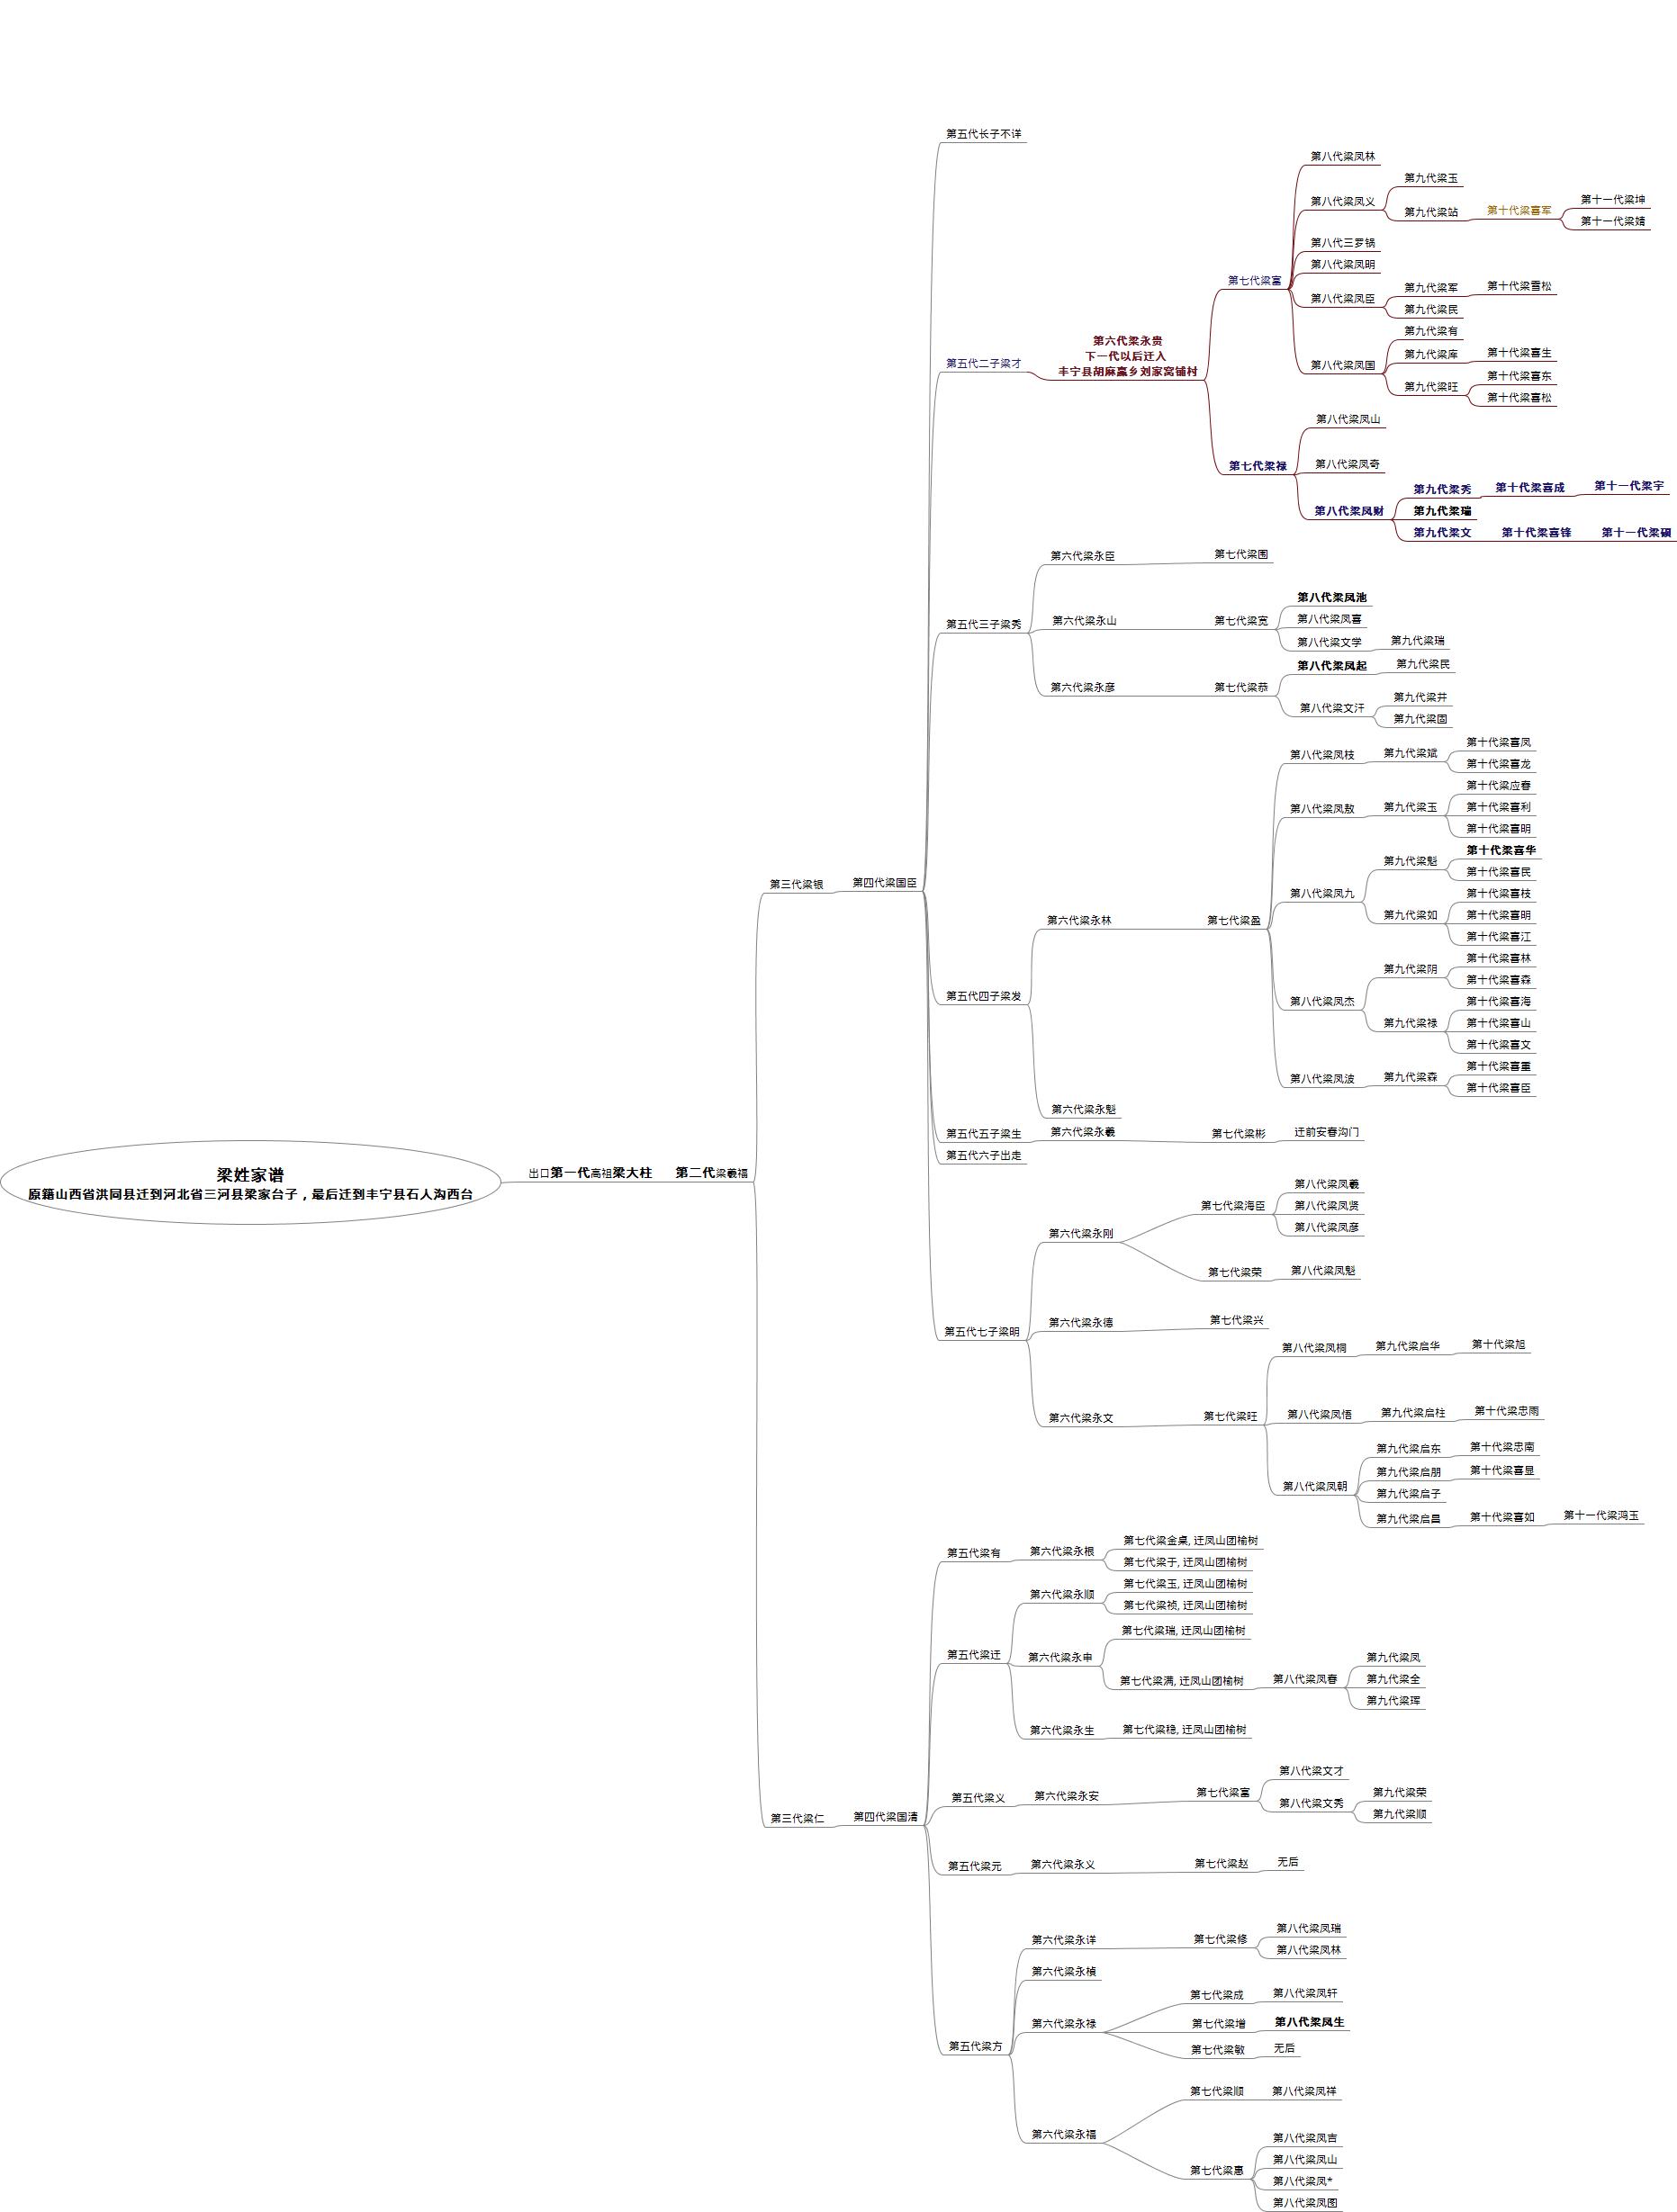 梁姓家谱
原籍山西省洪同县迁到河北省三河县梁家台子，最后迁到丰宁县石人沟西台
出口第一代高祖梁大柱
第二代梁羲福
第三代梁银
第四代梁国臣
第五代长子不详
第五代二子梁才
第六代梁永贵
下一代以后迁入
丰宁县胡麻赢乡刘家窝铺村
第七代梁富
第八代梁凤林
第八代梁凤义
第九代梁玉
第九代梁站
第十代梁喜军
第十一代梁坤
第十一代梁婧
第八代三罗锅
第八代梁凤明
第八代梁凤臣
第九代梁军
第十代梁雪松
第九代梁民
第八代梁凤国
第九代梁有
第九代梁库
第十代梁喜生
第九代梁旺
第十代梁喜东
第十代梁喜松
第七代梁禄
第八代梁凤山
第八代梁凤奇
第八代梁凤财
第九代梁秀
第十代梁喜成
第十一代梁宇
第九代梁瑞
第九代梁文
第十代梁喜锋
第十一代梁硕
第五代三子梁秀
第六代梁永臣
第七代梁围
第六代梁永山
第七代梁宽
第八代梁凤池
第八代梁凤喜
第八代梁文学
第九代梁瑞
第六代梁永彦
第七代梁恭
第八代梁凤起
第九代梁民
第八代梁文汗
第九代梁井
第九代梁固
第五代四子梁发
第六代梁永林
第七代梁盈
第八代梁凤枝
第九代梁斌
第十代梁喜凤
第十代梁喜龙
第八代梁凤敖
第九代梁玉
第十代梁应春
第十代梁喜利
第十代梁喜明
第八代梁凤九
第九代梁魁
第十代梁喜华
第十代梁喜民
第九代梁如
第十代梁喜枝
第十代梁喜明
第十代梁喜江
第八代梁凤杰
第九代梁阴
第十代梁喜林
第十代梁喜森
第九代梁禄
第十代梁喜海
第十代梁喜山
第十代梁喜文
第八代梁凤波
第九代梁森
第十代梁喜重
第十代梁喜臣
第六代梁永魁
第五代五子梁生
第六代梁永羲
第七代梁彬
迁前安春沟门
第五代六子出走
第五代七子梁明
第六代梁永刚
第七代梁海臣
第八代梁凤羲
第八代梁凤贤
第八代梁凤彦
第七代梁荣
第八代梁凤魁
第六代梁永德
第七代梁兴
第六代梁永文
第七代梁旺
第八代梁凤桐
第九代梁启华
第十代梁旭
第八代梁凤悟
第九代梁启柱
第十代梁忠雨
第八代梁凤朝
第九代梁启东
第十代梁忠南
第九代梁启朋
第十代梁喜显
第九代梁启子
第九代梁启昌
第十代梁喜如
第十一代梁鸿玉
第三代梁仁
第四代梁国清
第五代梁有
第六代梁永根
第七代梁金桌, 迁凤山团榆树
第七代梁于, 迁凤山团榆树
第五代梁迁
第六代梁永顺
第七代梁玉, 迁凤山团榆树
第七代梁祯, 迁凤山团榆树
第六代梁永申
第七代梁瑞, 迁凤山团榆树
第七代梁满, 迁凤山团榆树
第八代梁凤春
第九代梁凤
第九代梁全
第九代梁珲
第六代梁永生
第七代梁稳, 迁凤山团榆树
第五代梁义
第六代梁永安
第七代梁富
第八代梁文才
第八代梁文秀
第九代梁荣
第九代梁顺
第五代梁元
第六代梁永义
第七代梁赵
无后
第五代梁方
第六代梁永详
第七代梁修
第八代梁凤瑞
第八代梁凤林
第六代梁永桢
第六代梁永禄
第七代梁成
第八代梁凤轩
第七代梁增
第八代梁凤生
第七代梁敏
无后
第六代梁永福
第七代梁顺
第八代梁凤祥
第七代梁惠
第八代梁凤吉
第八代梁凤山
第八代梁凤*
第八代梁凤图